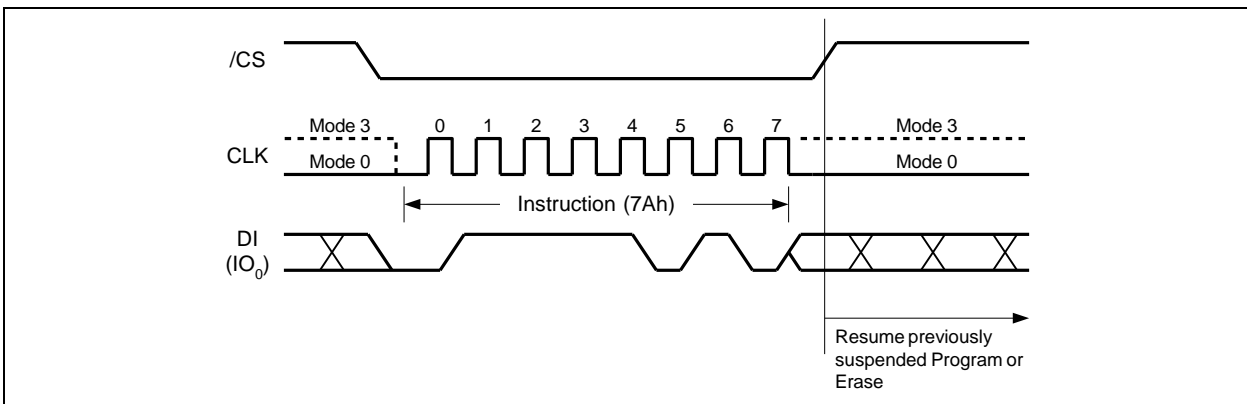 /CS
Mode 3 0 1 2 3 4 5 6 7 Mode 3
CLK
Mode 0 Mode 0
Instruction (7Ah)
DI
(IO0)
Resume previously
suspended Program or
Erase